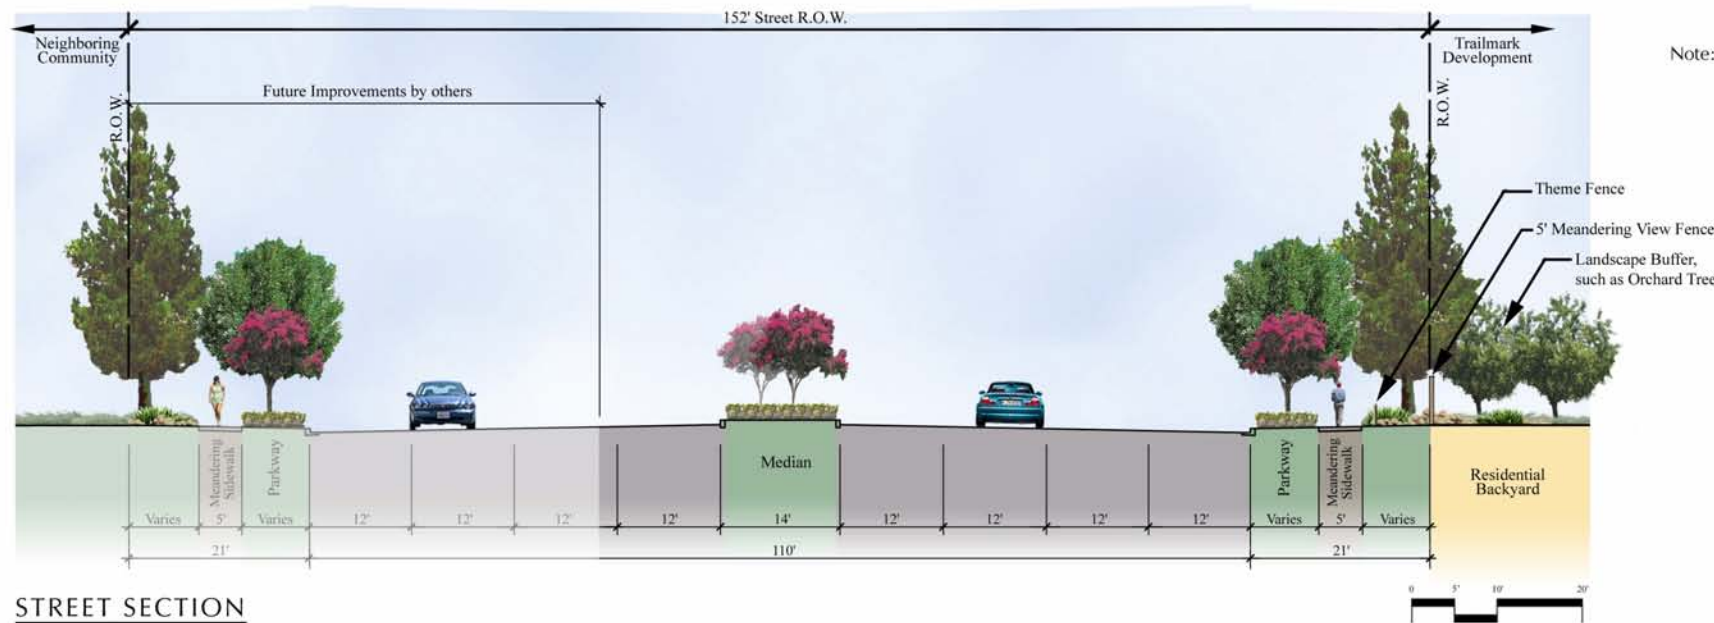 152' Street R.O.W.
Neighboring
Community
Trailmark
Development
Note:
Future Improvements by others
R.O.W.
R.O.W.
Theme Fence
5' Meandering View Fence
Landscape Buffer,
such as Orchard Tree
Meandering
Sidewalk
Parkway
Median
Parkway
Meandering
Sidewalk
Residential
Backyard
Varies 5' Varies 12' 12' 12' 12' 14' 12' 12' 12' 12' Varies 5' Varies
21' 110' 21'
STREET SECTION
0 5' 10' 20'